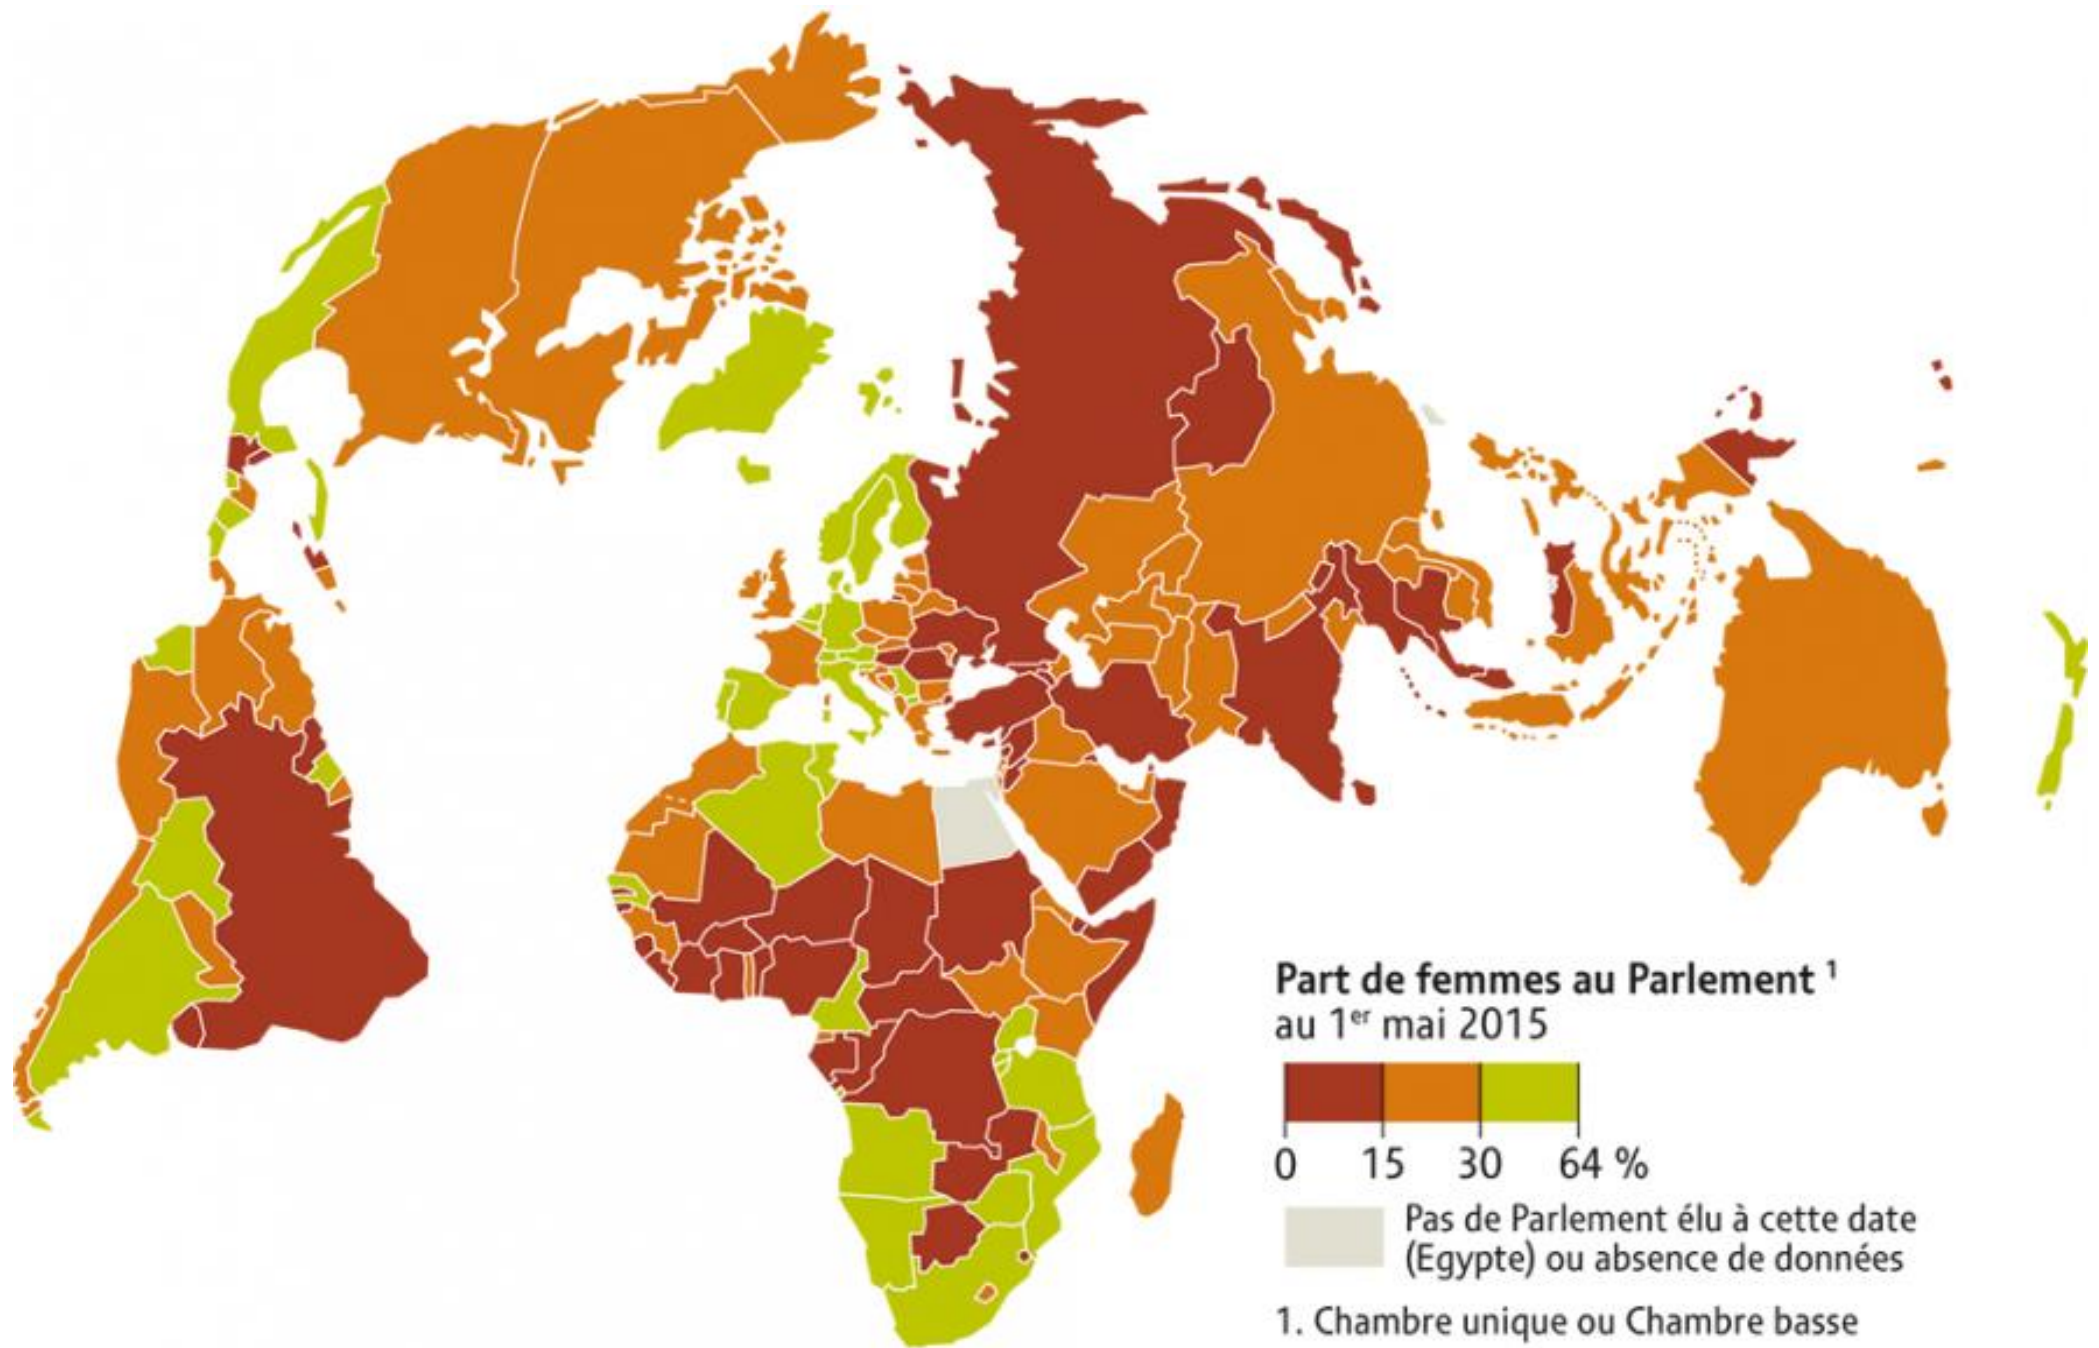 Part de femmes au Parlement ¹
au 1er mai 2015
0 15 30 64 %
Pas de Parlement élu à cette date
(Egypte) ou absence de données
1. Chambre unique ou Chambre basse